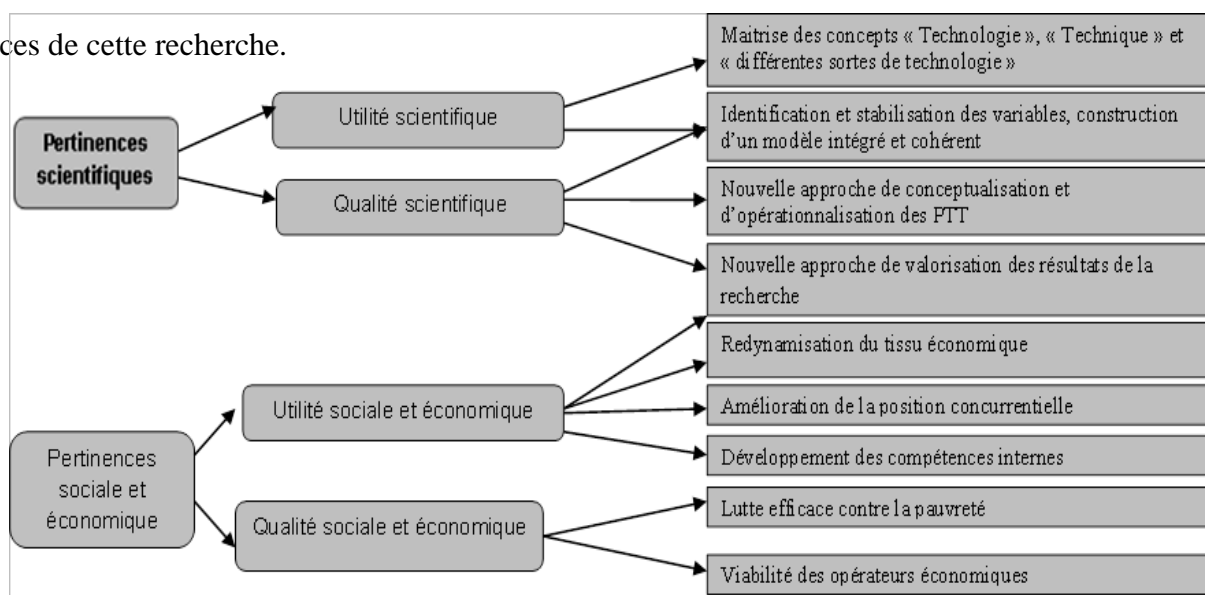 ces de cette recherche.
Pertinences
scientifiques
Utilité scientifique
Qualité scientifique
Maitrise des concepts « Technologie », « Technique » et
« différentes sortes de technologie »
Identification et stabilisation des variables, construction
d’un modèle intégré et cohérent
Nouvelle approche de conceptualisation et
d’opérationnalisation des PTT
Nouvelle approche de valorisation des résultats de la
recherche
Pertinences
sociale et
économique
Utilité sociale et économique
Qualité sociale et économique
Redynamisation du tissu économique
Amélioration de la position concurrentielle
Développement des compétences internes
Lutte efficace contre la pauvreté
Viabilité des opérateurs économiques